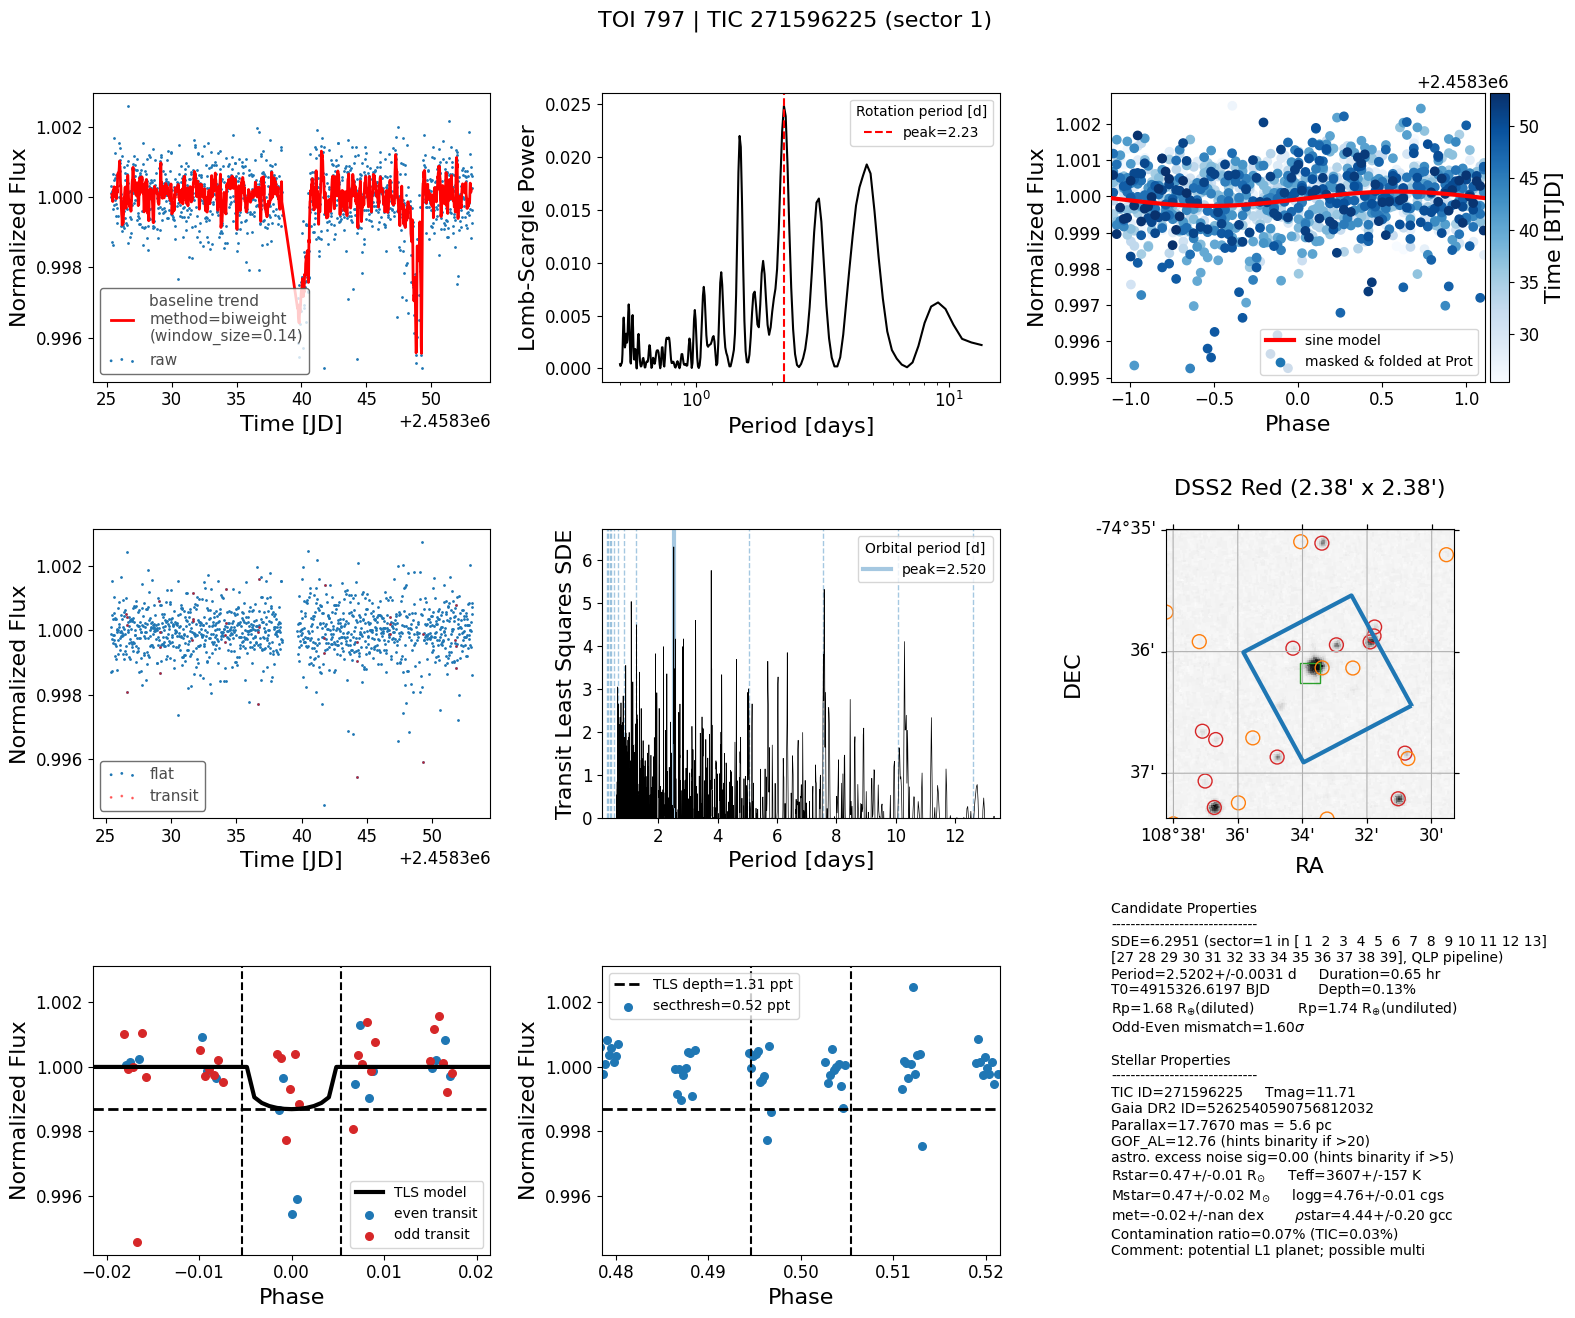 TOI 797 | TIC 271596225 (sector 1)
Normalized Flux
1.002
1.000
0.998
0.996
baseline trend
method=biweight
(window_size=0.14)
raw
25 30 35 40 45 50
Time [JD]
+2.4583e6
Lomb-Scargle Power
0.025
0.020
0.015
0.010
0.005
0.000
Rotation period [d]
peak=2.23
10⁰ 10¹
Period [days]
+2.4583e6
Normalized Flux
1.002
1.001
1.000
0.999
0.998
0.997
0.996
0.995
sine model
masked & folded at Prot
−1.0 −0.5 0.0 0.5 1.0
Phase
50
45
40
35
30
Time [BTJD]
Normalized Flux
1.002
1.000
0.998
0.996
flat
transit
25 30 35 40 45 50
Time [JD]
+2.4583e6
Transit Least Squares SDE
6
5
4
3
2
1
0
Orbital period [d]
peak=2.520
2 4 6 8 10 12
Period [days]
DSS2 Red (2.38' x 2.38')
DEC
-74°35'
36'
37'
108°38' 36' 34' 32' 30'
RA
Normalized Flux
1.002
1.000
0.998
0.996
TLS model
even transit
odd transit
−0.02 −0.01 0.00 0.01 0.02
Phase
Normalized Flux
1.002
1.000
0.998
0.996
TLS depth=1.31 ppt
secthresh=0.52 ppt
0.48 0.49 0.50 0.51 0.52
Phase
Candidate Properties
-------------------------------
SDE=6.2951 (sector=1 in [ 1 2 3 4 5 6 7 8 9 10 11 12 13]
[27 28 29 30 31 32 33 34 35 36 37 38 39], QLP pipeline)
Period=2.5202+/-0.0031 d Duration=0.65 hr
T0=4915326.6197 BJD Depth=0.13%
Rp=1.68 R⊕(diluted) Rp=1.74 R⊕(undiluted)
Odd-Even mismatch=1.60σ
Stellar Properties
-------------------------------
TIC ID=271596225 Tmag=11.71
Gaia DR2 ID=5262540590756812032
Parallax=17.7670 mas = 5.6 pc
GOF_AL=12.76 (hints binarity if >20)
astro. excess noise sig=0.00 (hints binarity if >5)
Rstar=0.47+/-0.01 R☉ Teff=3607+/-157 K
Mstar=0.47+/-0.02 M☉ logg=4.76+/-0.01 cgs
met=-0.02+/-nan dex ρstar=4.44+/-0.20 gcc
Contamination ratio=0.07% (TIC=0.03%)
Comment: potential L1 planet; possible multi